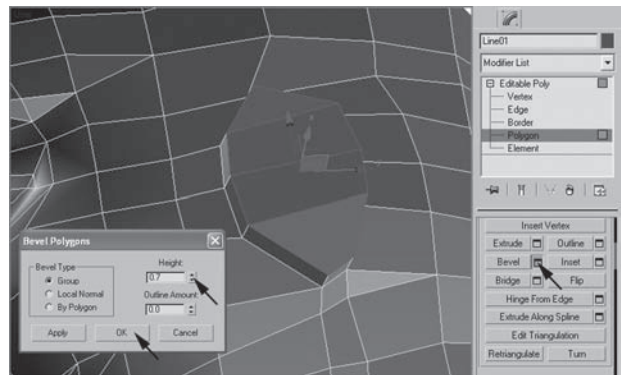 Line01
Modifier List
Editable Poly
Vertex
Edge
Border
Polygon
Element
Insert Vertex
Extrude Outline
Bevel Inset
Bridge Flip
Hinge From Edge
Extrude Along Spline
Edit Triangulation
Retriangulate Turn
Bevel Polygons
Bevel Type
Group
Local Normal
By Polygon
Height:
0.7
Outline Amount:
0.0
Apply OK Cancel